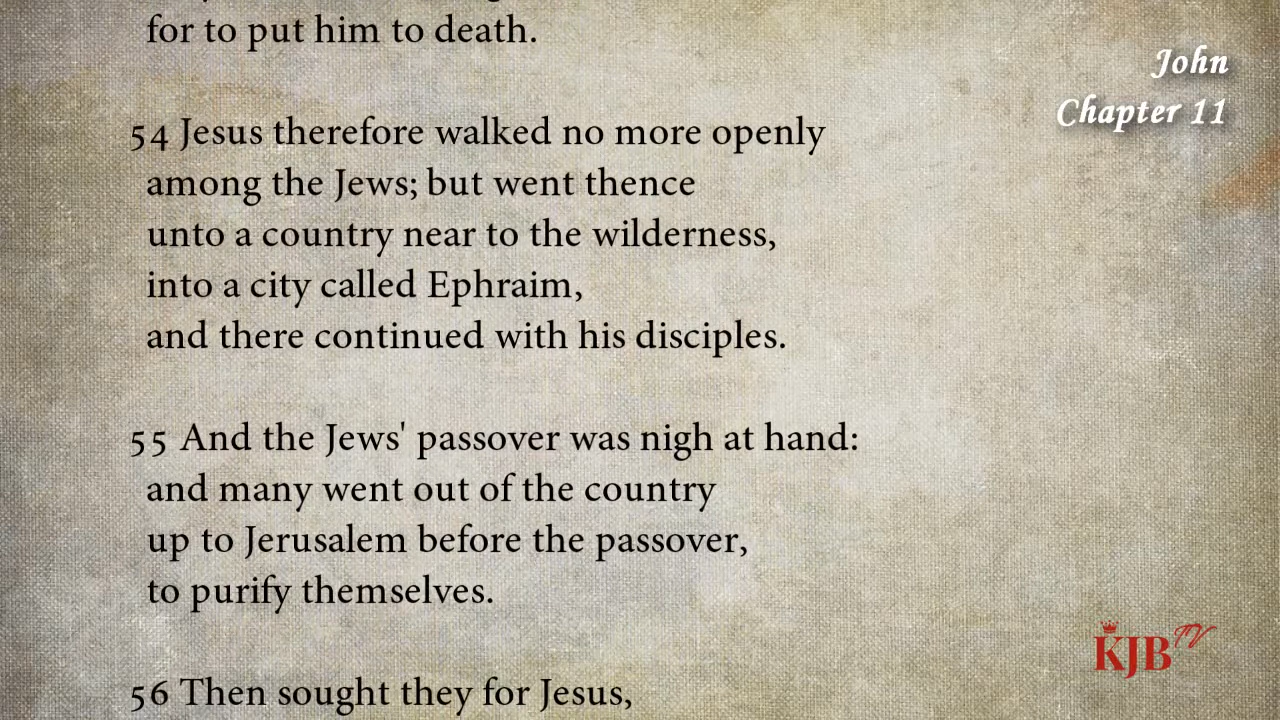 for to put him to death.
John
Chapter 11
54 Jesus therefore walked no more openly
among the Jews; but went thence
unto a country near to the wilderness,
into a city called Ephraim,
and there continued with his disciples.
55 And the Jews' passover was nigh at hand:
and many went out of the country
up to Jerusalem before the passover,
to purify themselves.
KJB TV
56 Then sought they for Jesus,